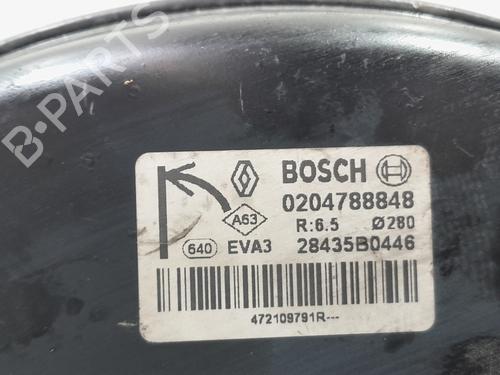 B-PARTS
BOSCH
A63
0204788848
R:6.5 Ø280
640 EVA3 28435B0446
472109791R---